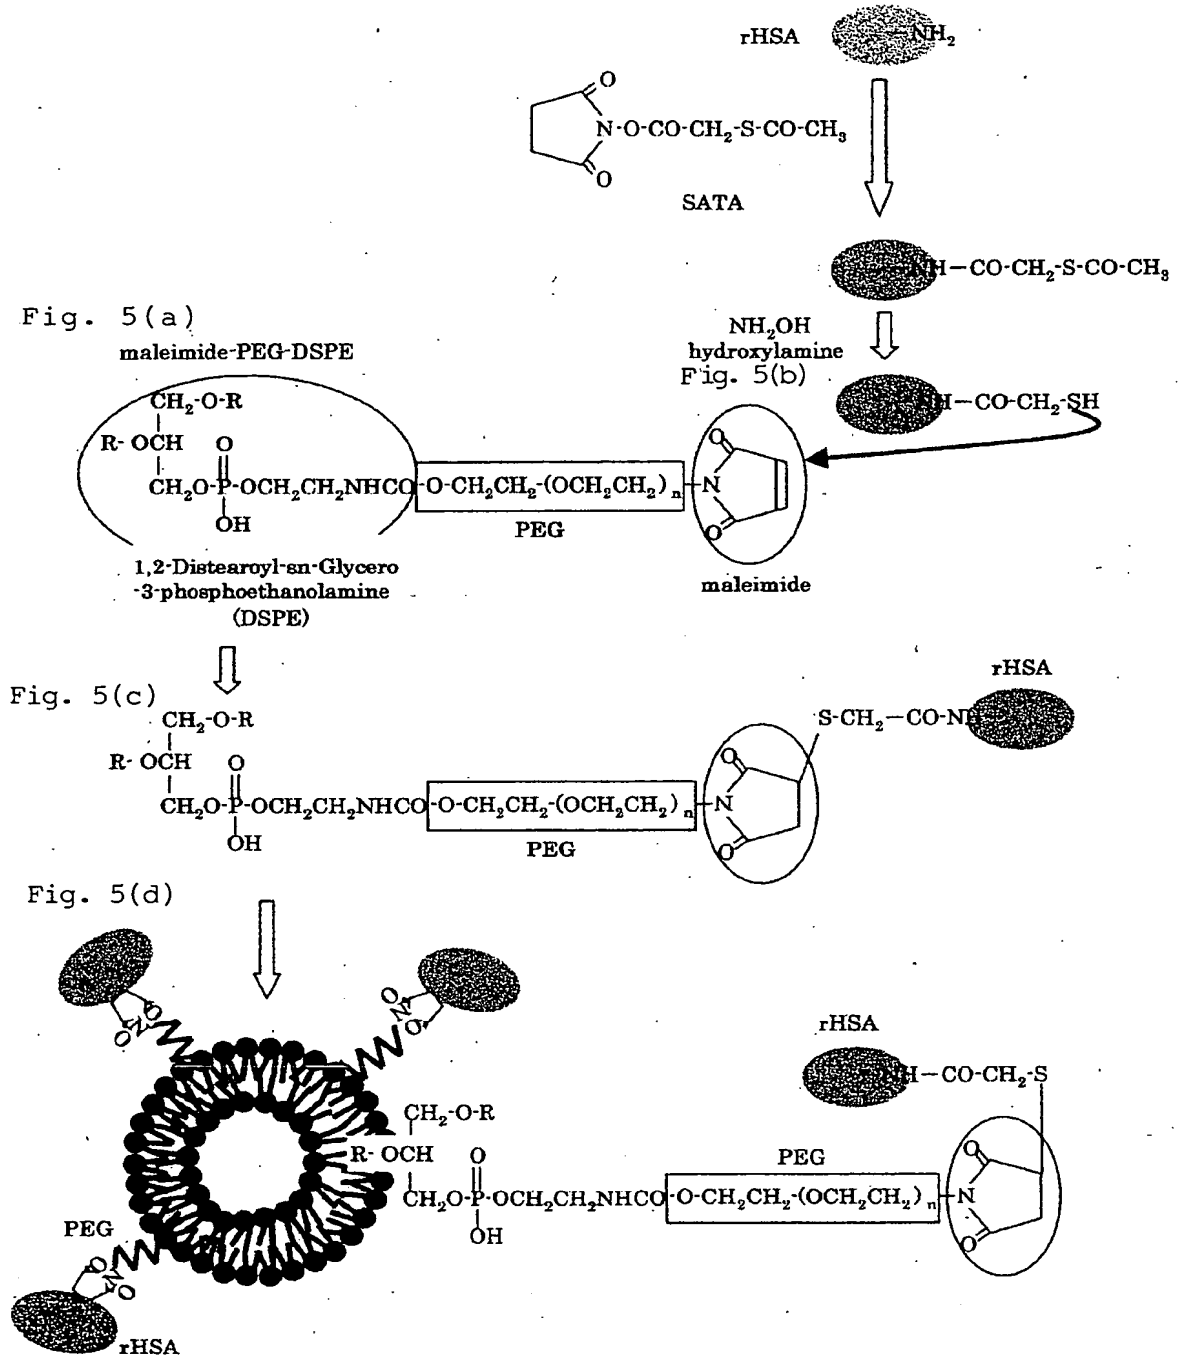 rHSA NH2
O
N-O-CO-CH2-S-CO-CH3
O
SATA
NH-CO-CH2-S-CO-CH3
Fig. 5(a)
maleimide-PEG-DSPE
NH2OH
hydroxylamine
Fig. 5(b)
NH-CO-CH2-SH
CH2-O-R
R-OCH O O
CH2O-P-OCH2CH2NHCO-O-CH2CH2-(OCH2CH2)n-N
OH O
PEG
1,2-Distearoyl-sn-Glycero
-3-phosphoethanolamine
(DSPE)
maleimide
Fig. 5(c)
rHSA
CH2-O-R
S-CH2-CO-NH
R-OCH O O
CH2O-P-OCH2CH2NHCO-O-CH2CH2-(OCH2CH2)n-N
OH O
PEG
Fig. 5(d)
O N O
O N O
rHSA
NH-CO-CH2-S
CH2-O-R
R-OCH O PEG O
CH2O-P-OCH2CH2NHCO-O-CH2CH2-(OCH2CH2)n-N
OH O
PEG
O N O
rHSA